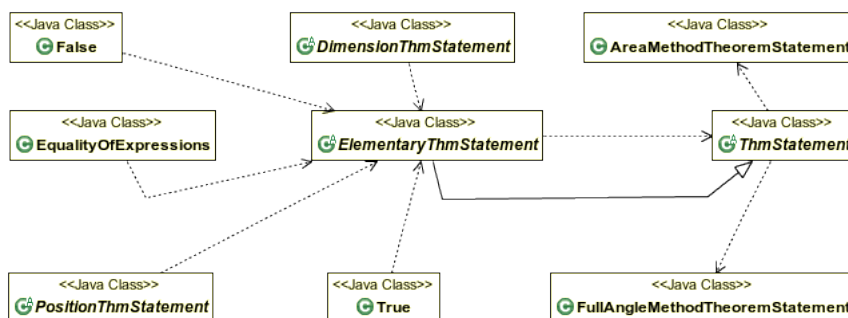 <<Java Class>>
False
<<Java Class>>
DimensionThmStatement
<<Java Class>>
AreaMethodTheoremStatement
<<Java Class>>
EqualityOfExpressions
<<Java Class>>
ElementaryThmStatement
<<Java Class>>
ThmStatement
<<Java Class>>
PositionThmStatement
<<Java Class>>
True
<<Java Class>>
FullAngleMethodTheoremStatement